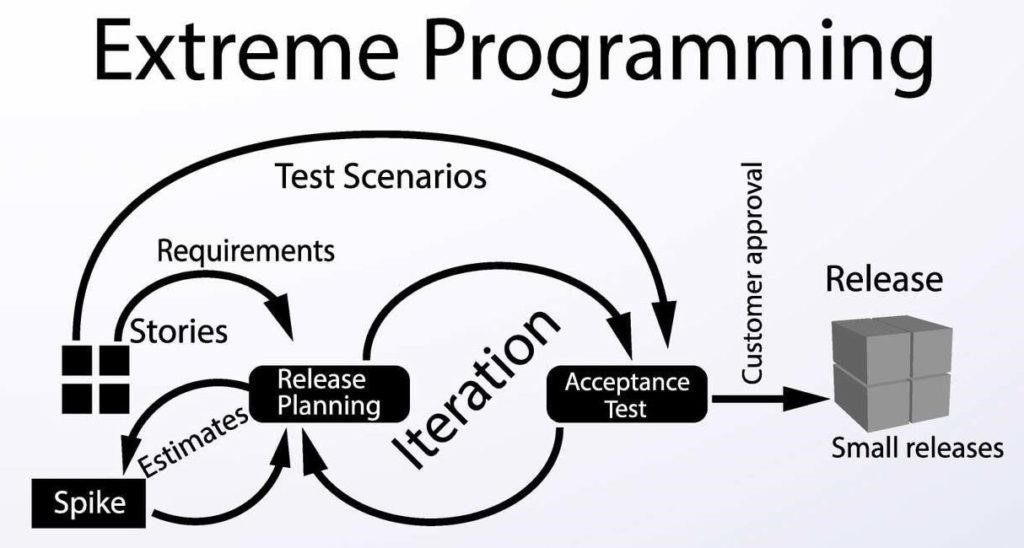 Extreme Programming
Test Scenarios
Requirements
Stories
Customer approval
Release
Iteration
Release
Planning
Acceptance
Test
Estimates
Small releases
Spike